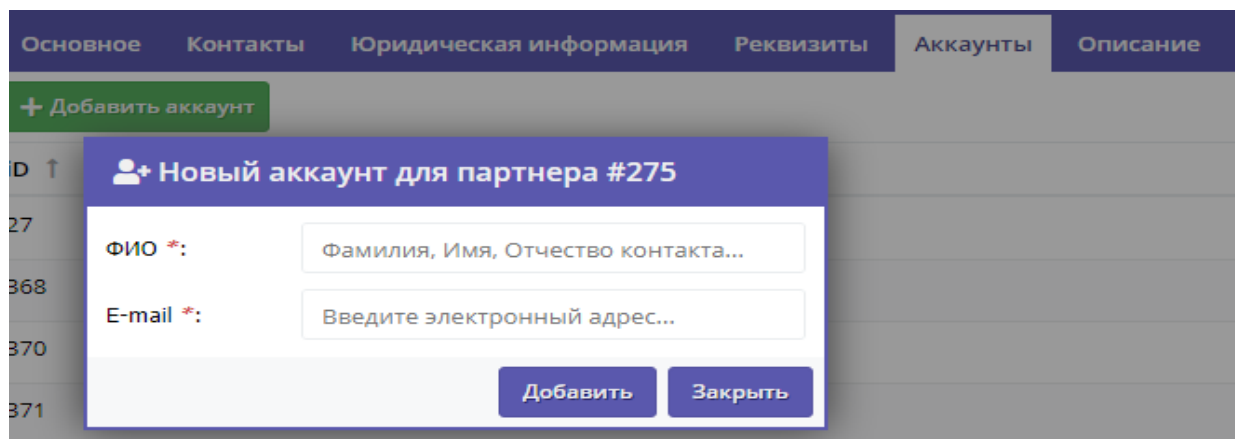 Основное Контакты Юридическая информация Реквизиты Аккаунты Описание
+ Добавить аккаунт
ID ↑
Новый аккаунт для партнера #275
27
ФИО *: Фамилия, Имя, Отчество контакта...
368
E-mail *: Введите электронный адрес...
370
Добавить Закрыть
371